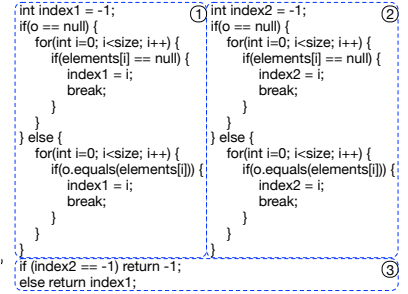 int index1 = -1;
if(o == null) {
for(int i=0; i<size; i++) {
if(elements[i] == null) {
index1 = i;
break;
}
}
} else {
for(int i=0; i<size; i++) {
if(o.equals(elements[i])) {
index1 = i;
break;
}
}
}
①
int index2 = -1;
if(o == null) {
for(int i=0; i<size; i++) {
if(elements[i] == null) {
index2 = i;
break;
}
}
} else {
for(int i=0; i<size; i++) {
if(o.equals(elements[i])) {
index2 = i;
break;
}
}
}
②
,
if (index2 == -1) return -1;
else return index1;
③